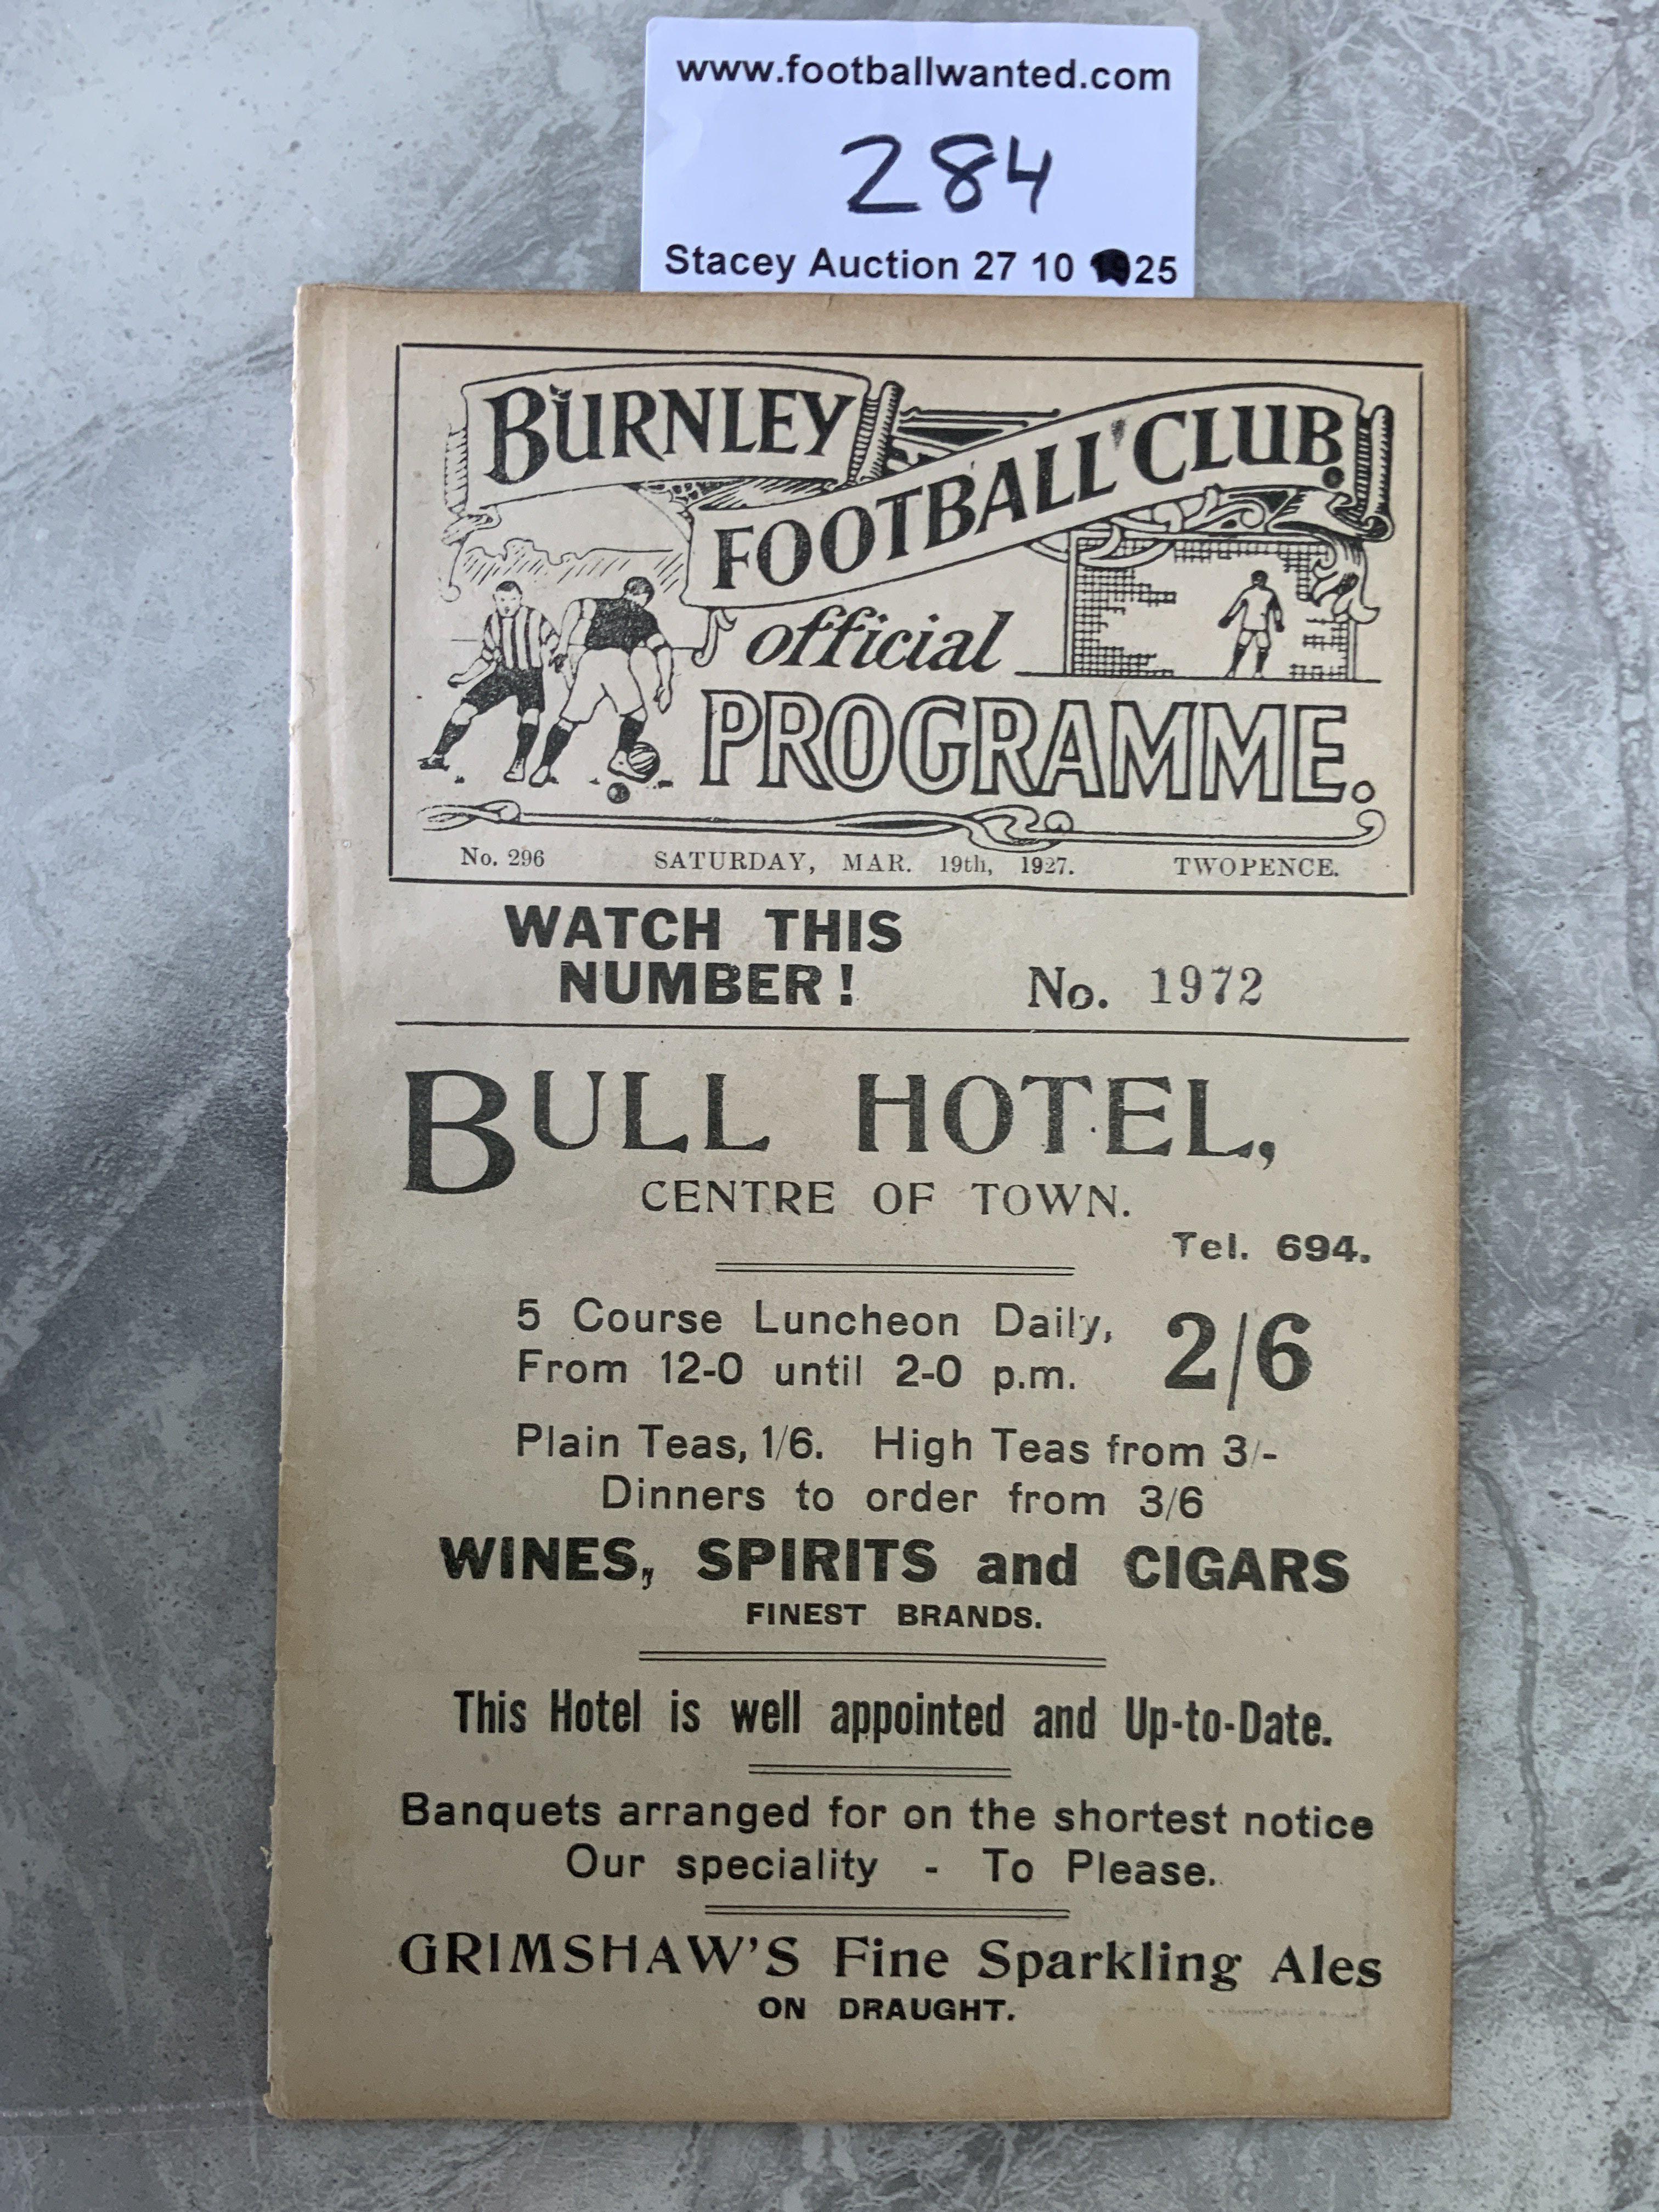 www.footballwanted.com
284
Stacey Auction 27 10 25
BURNLEY
FOOTBALL CLUB.
official
PROGRAMME.
No. 296 SATURDAY, MAR. 19th, 1927. TWOPENCE.
WATCH THIS
NUMBER! No. 1972
BULL HOTEL,
CENTRE OF TOWN.
Tel. 694.
5 Course Luncheon Daily, 2/6
From 12-0 until 2-0 p.m.
Plain Teas, 1/6. High Teas from 3/-
Dinners to order from 3/6
WINES, SPIRITS and CIGARS
FINEST BRANDS.
This Hotel is well appointed and Up-to-Date.
Banquets arranged for on the shortest notice
Our speciality - To Please.
GRIMSHAW'S Fine Sparkling Ales
ON DRAUGHT.